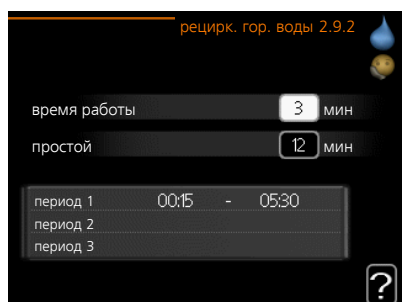 рецирк. гор. воды 2.9.2
время работы 3 мин
простой 12 мин
период 1 00:15 - 05:30
период 2
период 3
?